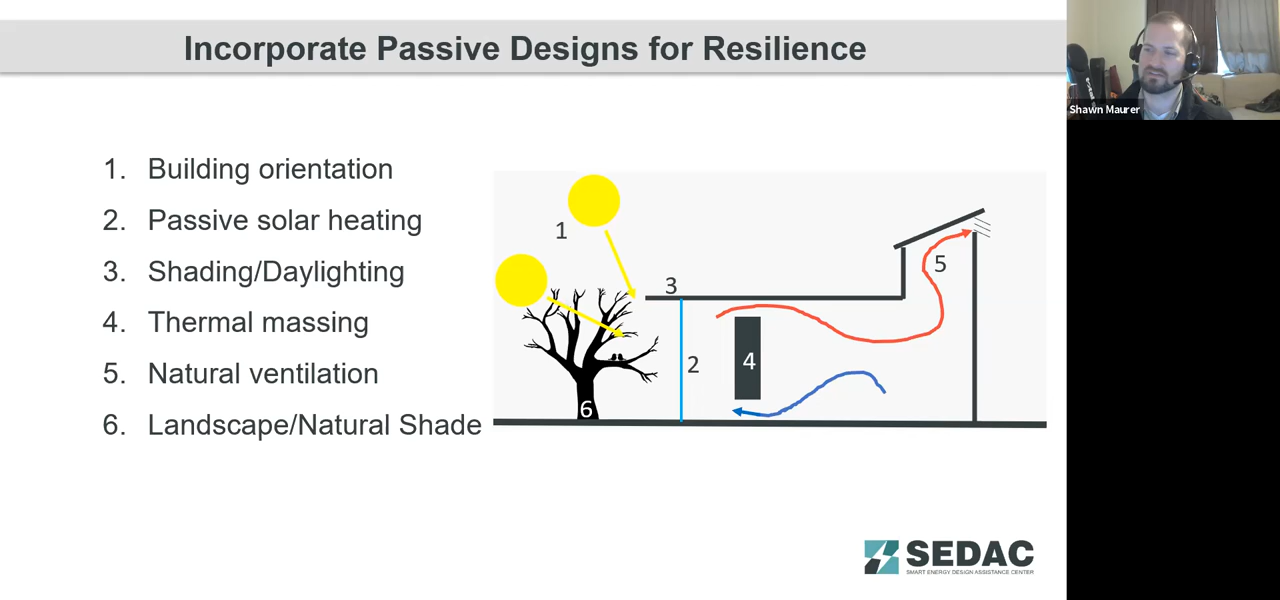 Incorporate Passive Designs for Resilience
Shawn Maurer
1. Building orientation
2. Passive solar heating
3. Shading/Daylighting
4. Thermal massing
5. Natural ventilation
6. Landscape/Natural Shade
1
3
5
2
4
6
SEDAC
SMART ENERGY DESIGN ASSISTANCE CENTER